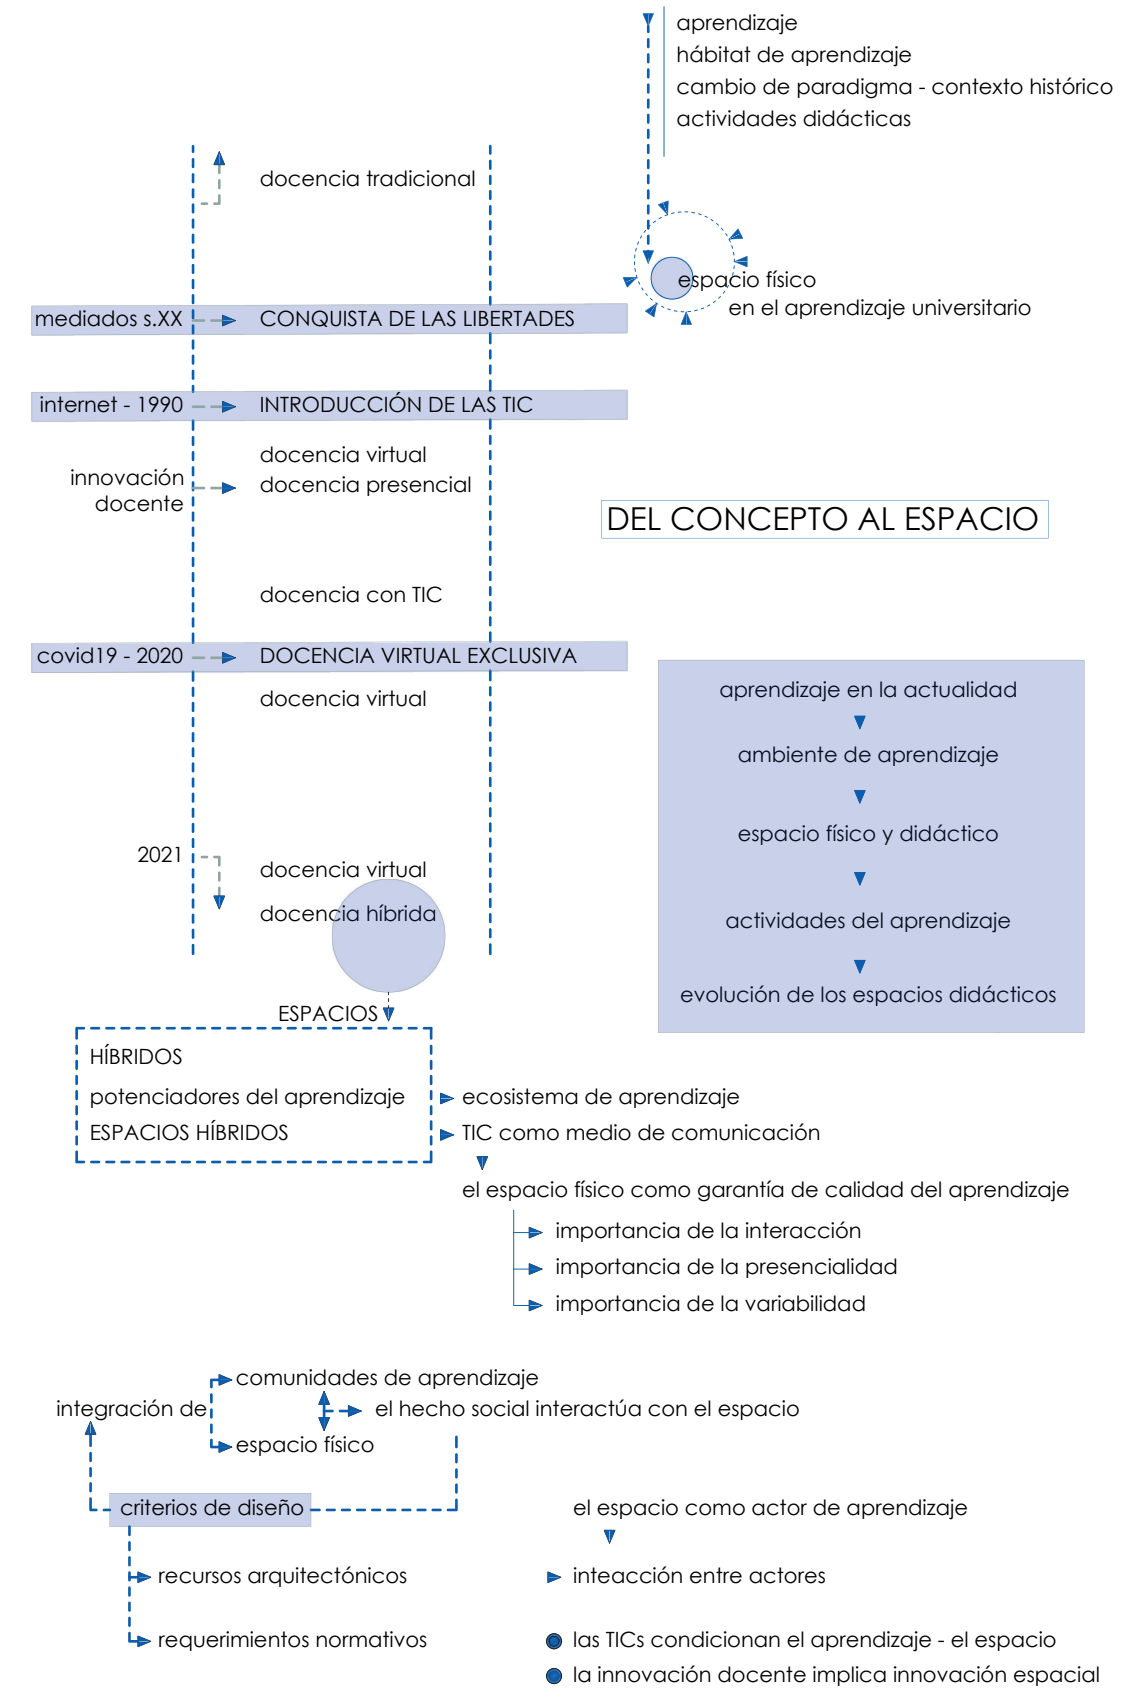 aprendizaje
hábitat de aprendizaje
cambio de paradigma - contexto histórico
actividades didácticas
docencia tradicional
espacio físico
en el aprendizaje universitario
mediados s.XX
CONQUISTA DE LAS LIBERTADES
internet - 1990
INTRODUCCIÓN DE LAS TIC
docencia virtual
innovación
docente
docencia presencial
DEL CONCEPTO AL ESPACIO
docencia con TIC
covid19 - 2020
DOCENCIA VIRTUAL EXCLUSIVA
docencia virtual
aprendizaje en la actualidad
ambiente de aprendizaje
espacio físico y didáctico
actividades del aprendizaje
evolución de los espacios didácticos
2021
docencia virtual
docencia híbrida
ESPACIOS
HÍBRIDOS
potenciadores del aprendizaje
ecosistema de aprendizaje
ESPACIOS HÍBRIDOS
TIC como medio de comunicación
el espacio físico como garantía de calidad del aprendizaje
importancia de la interacción
importancia de la presencialidad
importancia de la variabilidad
comunidades de aprendizaje
integración de
el hecho social interactúa con el espacio
espacio físico
criterios de diseño
recursos arquitectónicos
requerimientos normativos
el espacio como actor de aprendizaje
inteacción entre actores
las TICs condicionan el aprendizaje - el espacio
la innovación docente implica innovación espacial